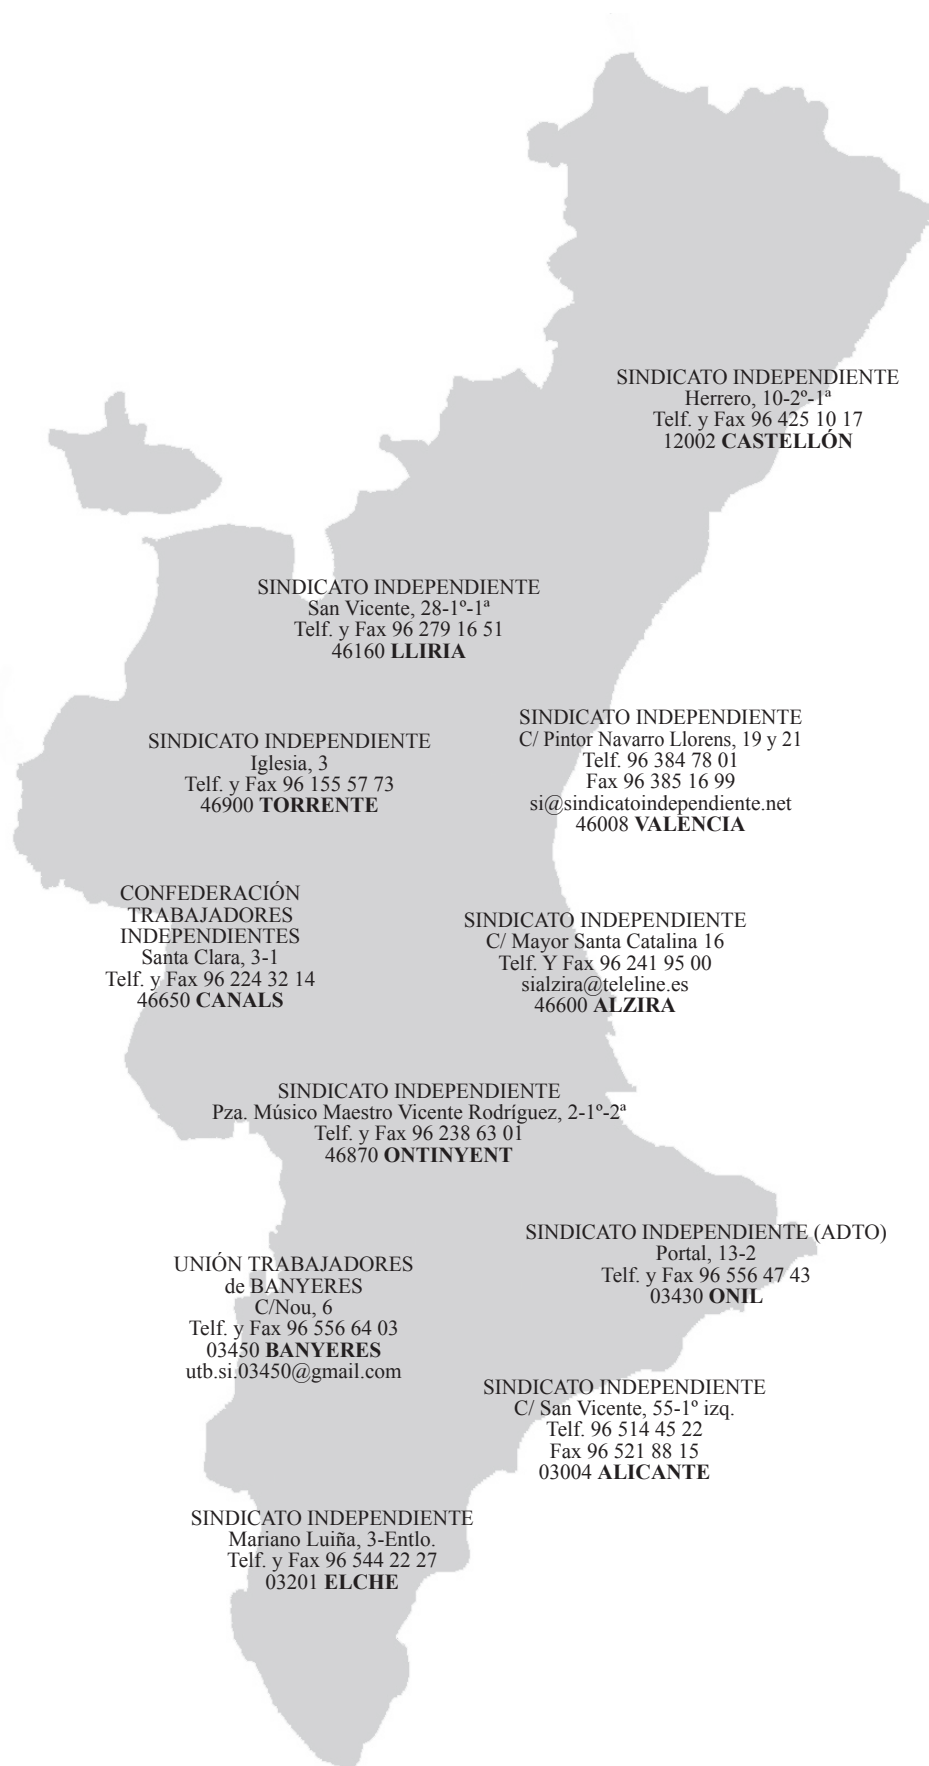 SINDICATO INDEPENDIENTE
Herrero, 10-2º-1ª
Telf. y Fax 96 425 10 17
12002 CASTELLÓN
SINDICATO INDEPENDIENTE
San Vicente, 28-1º-1ª
Telf. y Fax 96 279 16 51
46160 LLIRIA
SINDICATO INDEPENDIENTE
C/ Pintor Navarro Llorens, 19 y 21
Telf. 96 384 78 01
Fax 96 385 16 99
si@sindicatoindependiente.net
46008 VALÈNCIA
SINDICATO INDEPENDIENTE
Iglesia, 3
Telf. y Fax 96 155 57 73
46900 TORRENTE
CONFEDERACIÓN
TRABAJADORES
INDEPENDIENTES
Santa Clara, 3-1
Telf. y Fax 96 224 32 14
46650 CANALS
SINDICATO INDEPENDIENTE
C/ Mayor Santa Catalina 16
Telf. Y Fax 96 241 95 00
sialzira@teleline.es
46600 ALZIRA
SINDICATO INDEPENDIENTE
Pza. Músico Maestro Vicente Rodríguez, 2-1º-2ª
Telf. y Fax 96 238 63 01
46870 ONTINYENT
SINDICATO INDEPENDIENTE (ADTO)
Portal, 13-2
Telf. y Fax 96 556 47 43
03430 ONIL
UNIÓN TRABAJADORES
de BANYERES
C/Nou, 6
Telf. y Fax 96 556 64 03
03450 BANYERES
utb.si.03450@gmail.com
SINDICATO INDEPENDIENTE
C/ San Vicente, 55-1º izq.
Telf. 96 514 45 22
Fax 96 521 88 15
03004 ALICANTE
SINDICATO INDEPENDIENTE
Mariano Luiña, 3-Entlo.
Telf. y Fax 96 544 22 27
03201 ELCHE